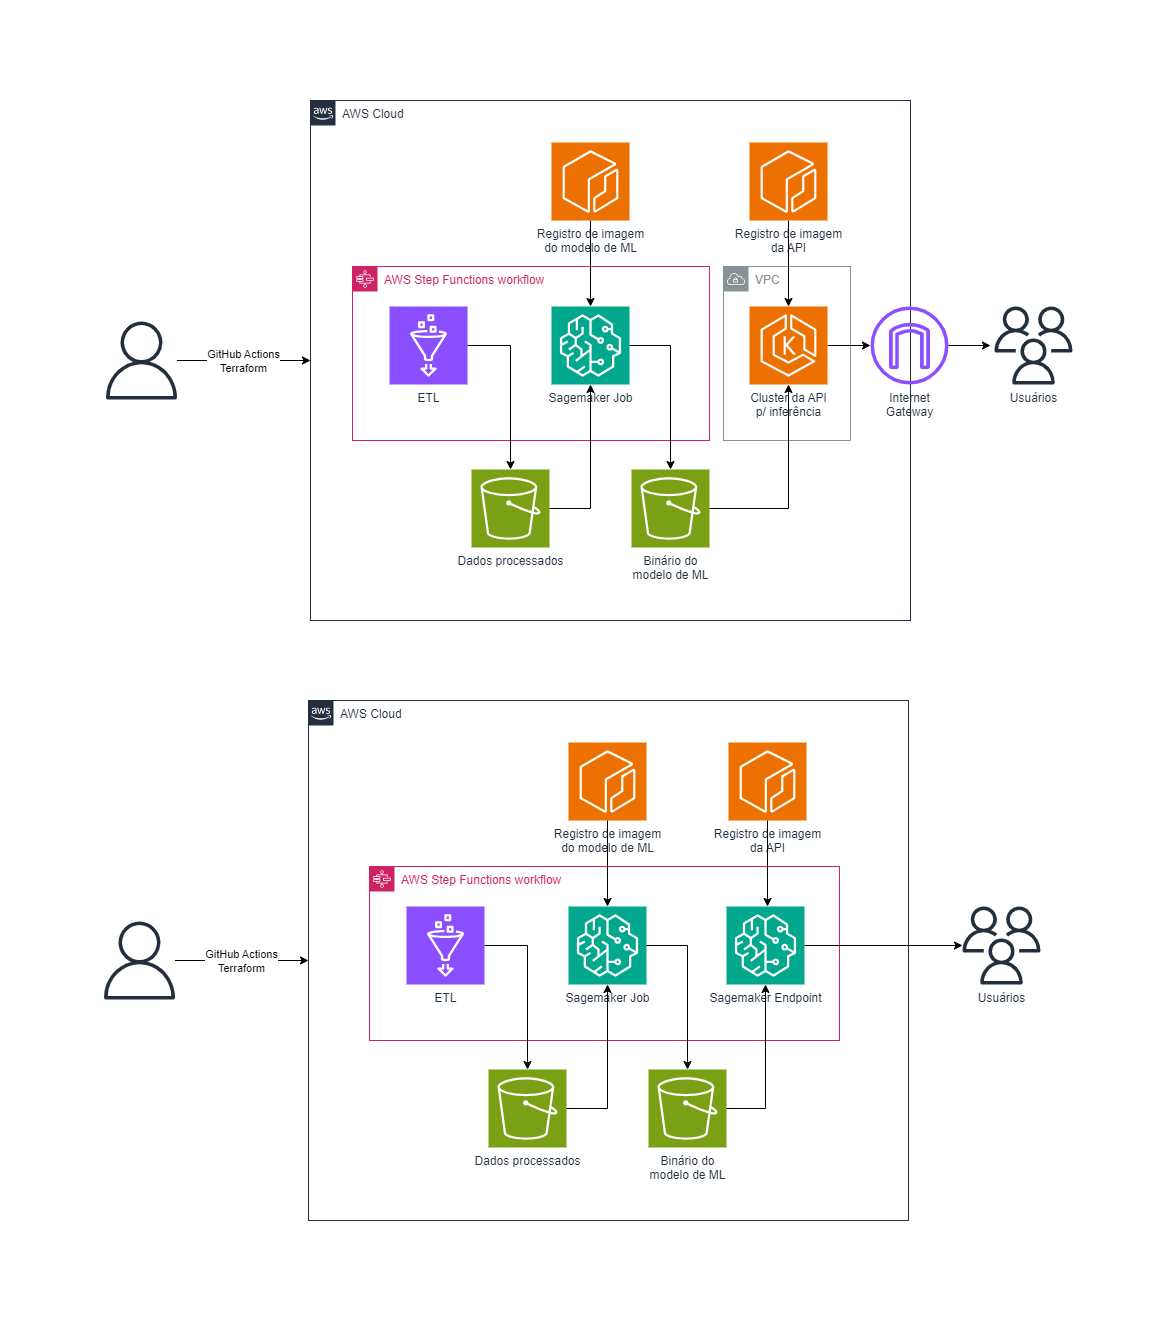 aws
AWS Cloud
Registro de imagem
do modelo de ML
Registro de imagem
da API
AWS Step Functions workflow
VPC
GitHub Actions
Terraform
K
ETL
Sagemaker Job
Cluster da API
p/ inferência
Internet
Gateway
Usuários
Dados processados
Binário do
modelo de ML
aws
AWS Cloud
Registro de imagem
do modelo de ML
Registro de imagem
da API
AWS Step Functions workflow
GitHub Actions
Terraform
ETL
Sagemaker Job
Sagemaker Endpoint
Usuários
Dados processados
Binário do
modelo de ML